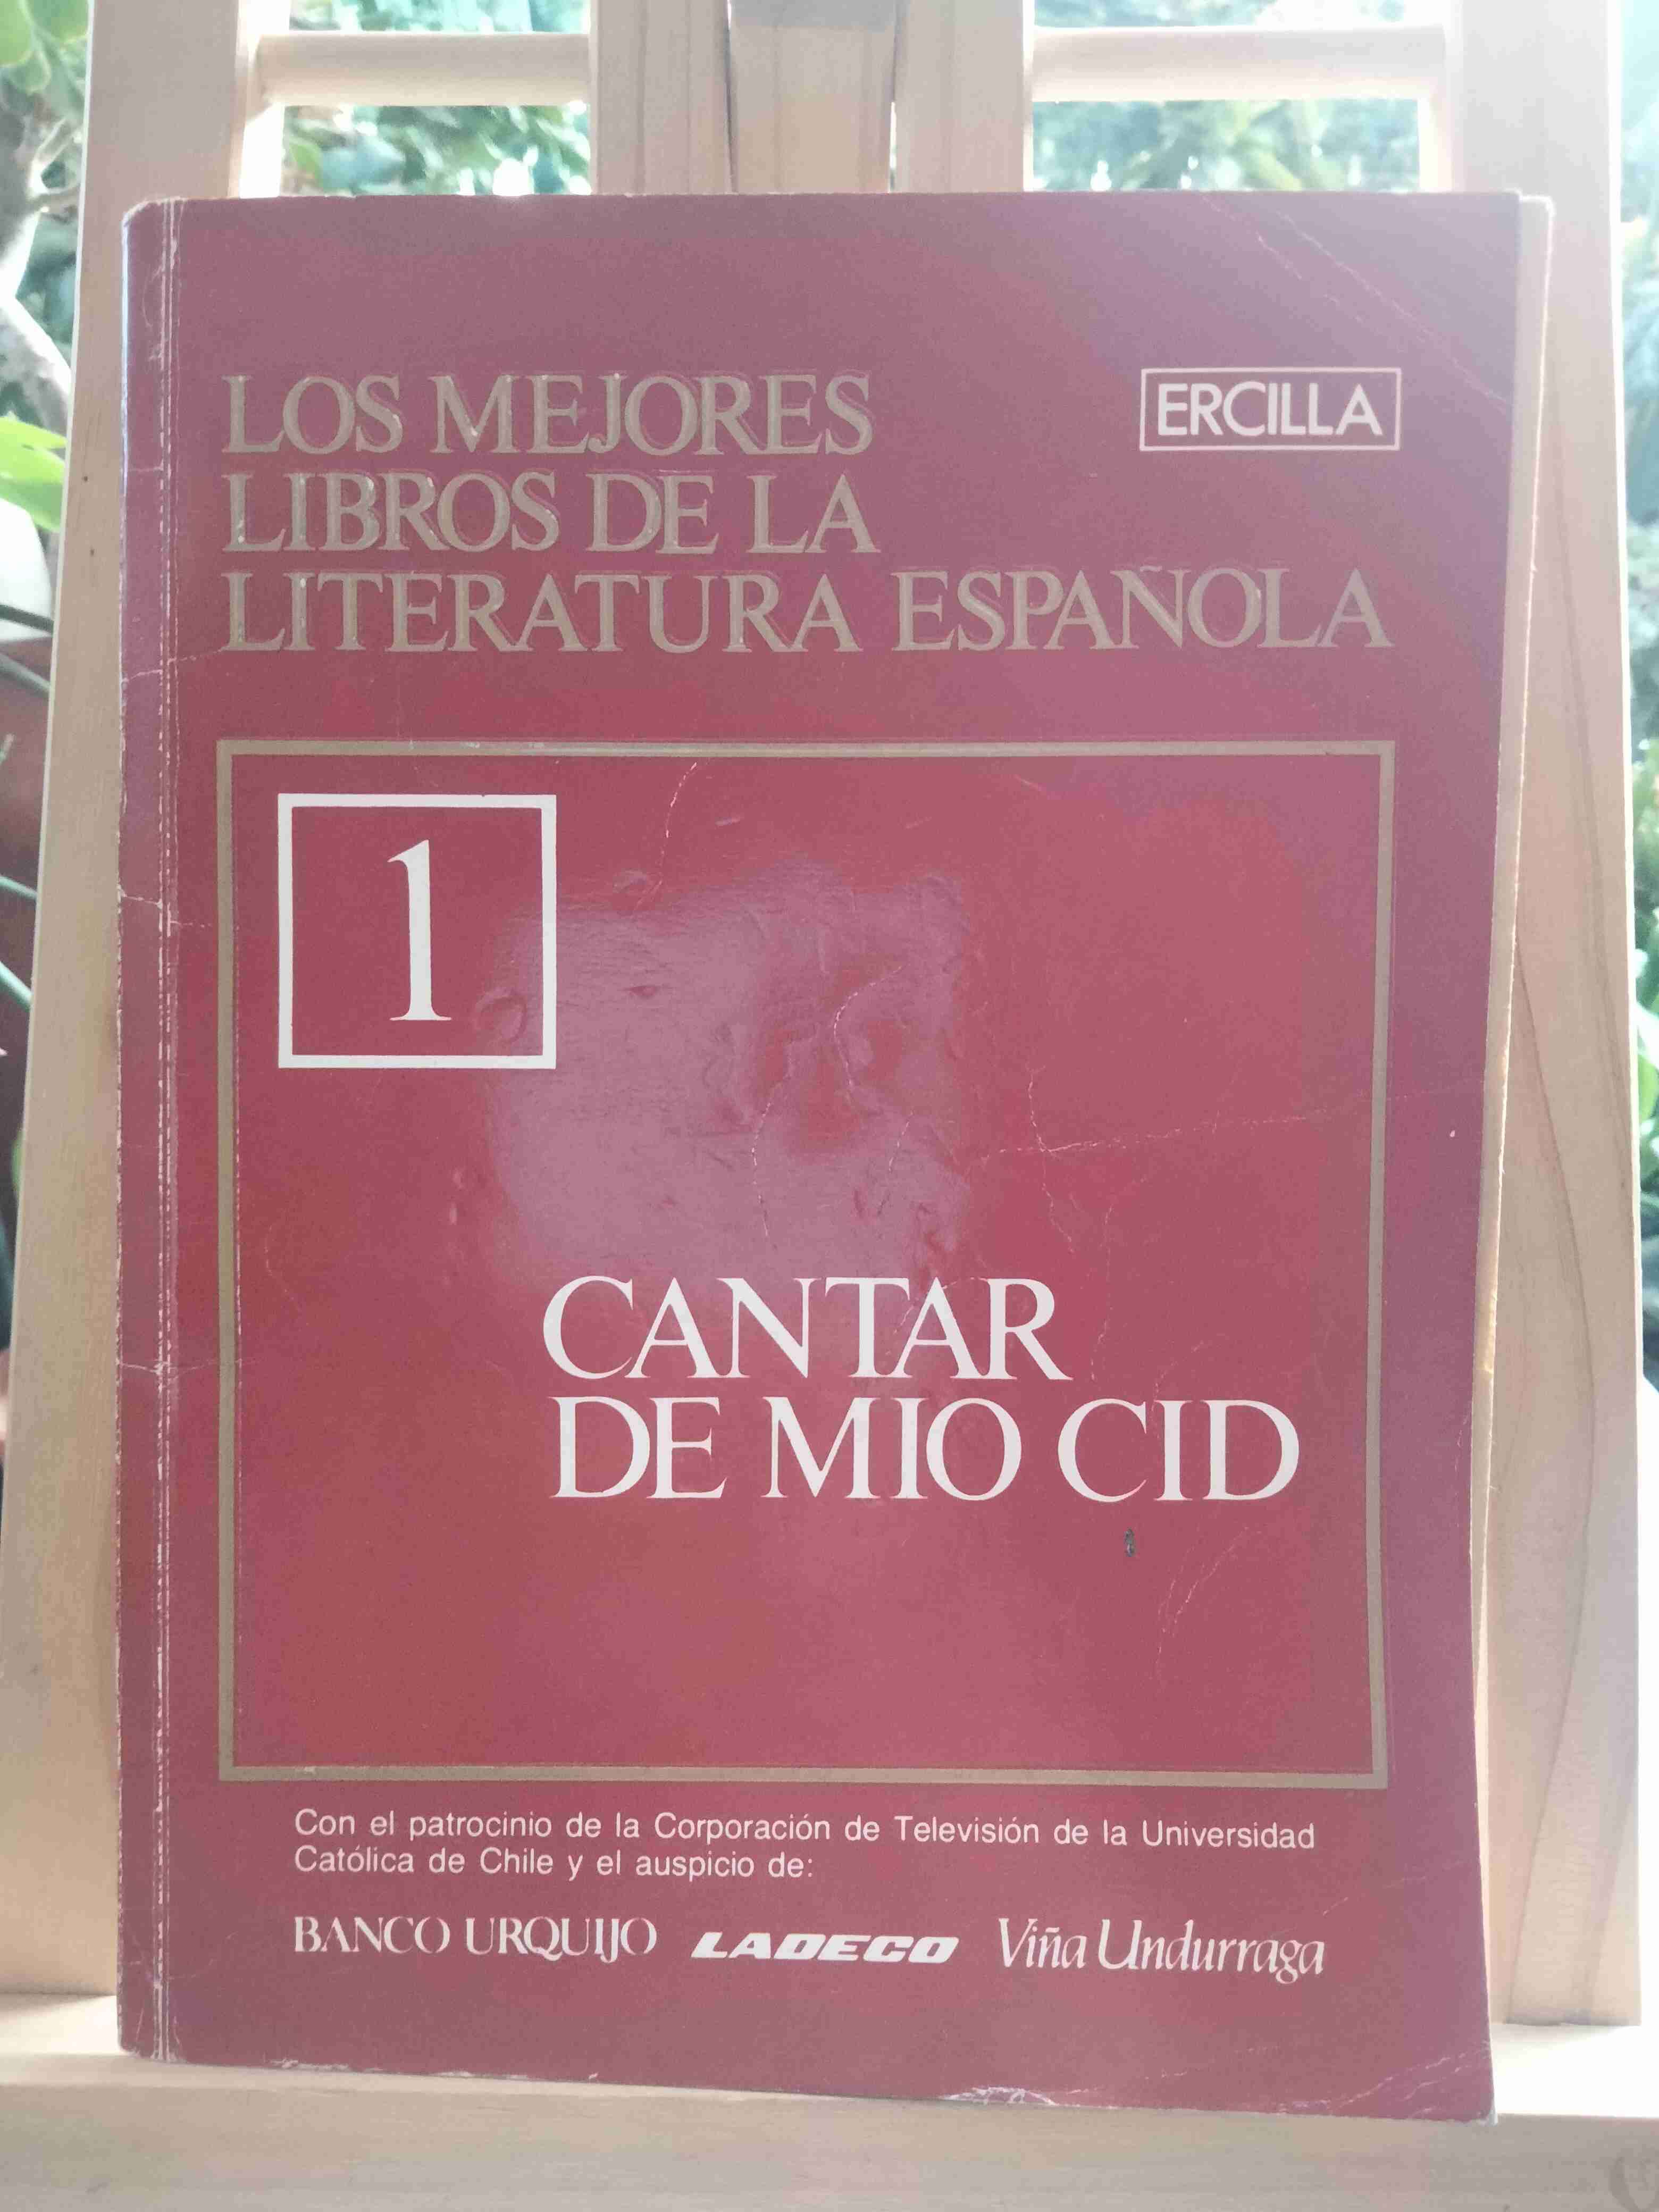 LOS MEJORES
LIBROS DE LA
LITERATURA ESPAÑOLA
ERCILLA
1
CANTAR
DE MIO CID
Con el patrocinio de la Corporación de Televisión de la Universidad
Católica de Chile y el auspicio de:
BANCO URQUIJO LADECO Viña Undurraga